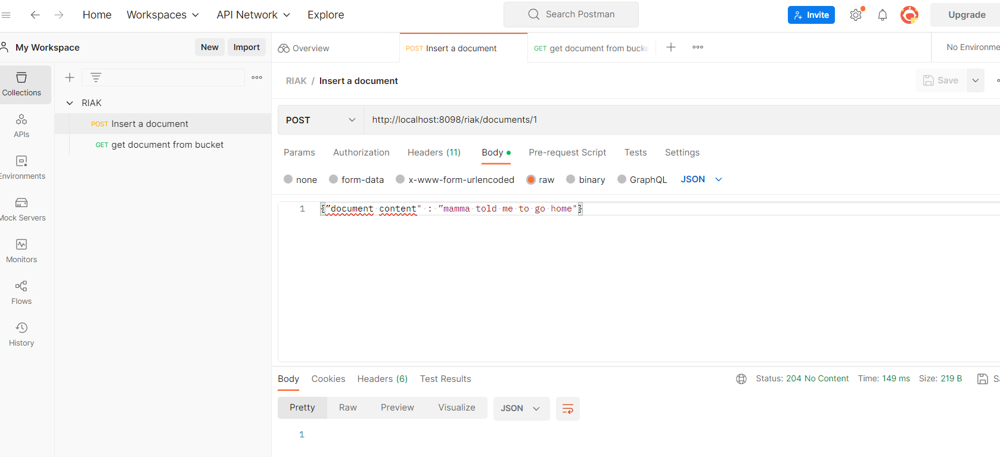 Home Workspaces API Network Explore Search Postman Invite Upgrade
My Workspace New Import Overview POST Insert a document GET get document from bucke No Environme
Collections
APIs
Environments
Mock Servers
Monitors
Flows
History
RIAK
POST Insert a document
GET get document from bucket
RIAK / Insert a document Save
POST http://localhost:8098/riak/documents/1
Params Authorization Headers (11) Body Pre-request Script Tests Settings
none form-data x-www-form-urlencoded raw binary GraphQL JSON
1 {”document content" : ”mamma told me to go home"}
Body Cookies Headers (6) Test Results Status: 204 No Content Time: 149 ms Size: 219 B Sa
Pretty Raw Preview Visualize JSON
1